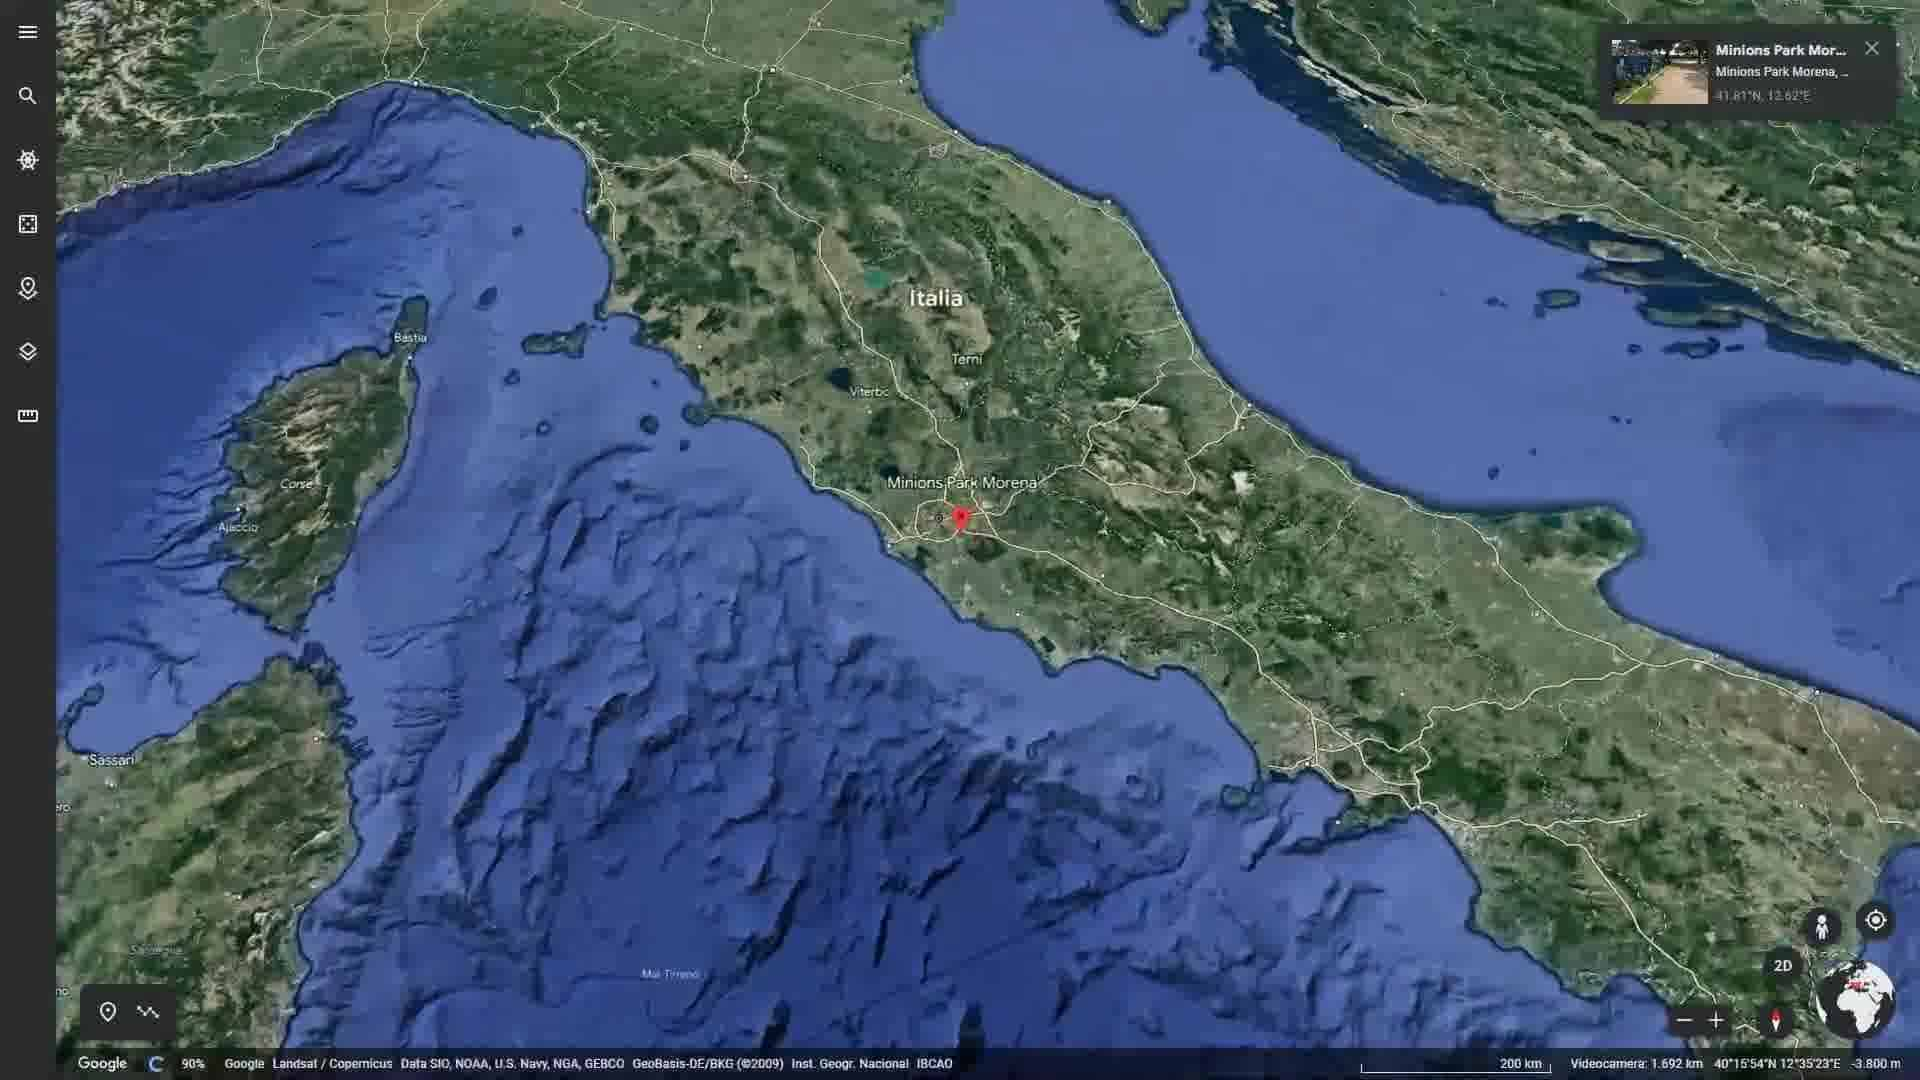 Minions Park Mor...
Minions Park Morena, ...
41.81°N, 12.62°E
Italia
Bastia
Terni
Viterbo
Corse
Minions Park Morena
Ajaccio
Sassari
Mar Tirreno
2D
Google
90%
Google Landsat / Copernicus Data SIO, NOAA, U.S. Navy, NGA, GEBCO GeoBasis-DE/BKG (©2009) Inst. Geogr. Nacional IBCAO
200 km
Videocamera: 1.692 km 40°15'54"N 12°35'23"E -3.800 m